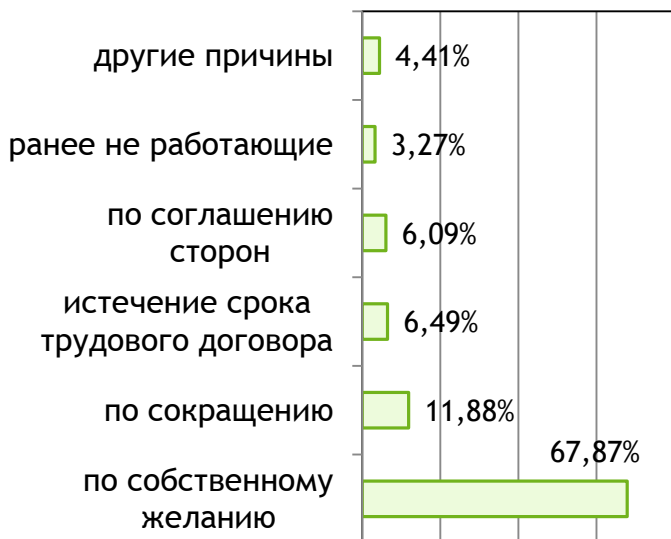 другие причины
4,41%
ранее не работающие
3,27%
по соглашению
сторон
6,09%
истечение срока
трудового договора
6,49%
по сокращению
11,88%
67,87%
по собственному
желанию